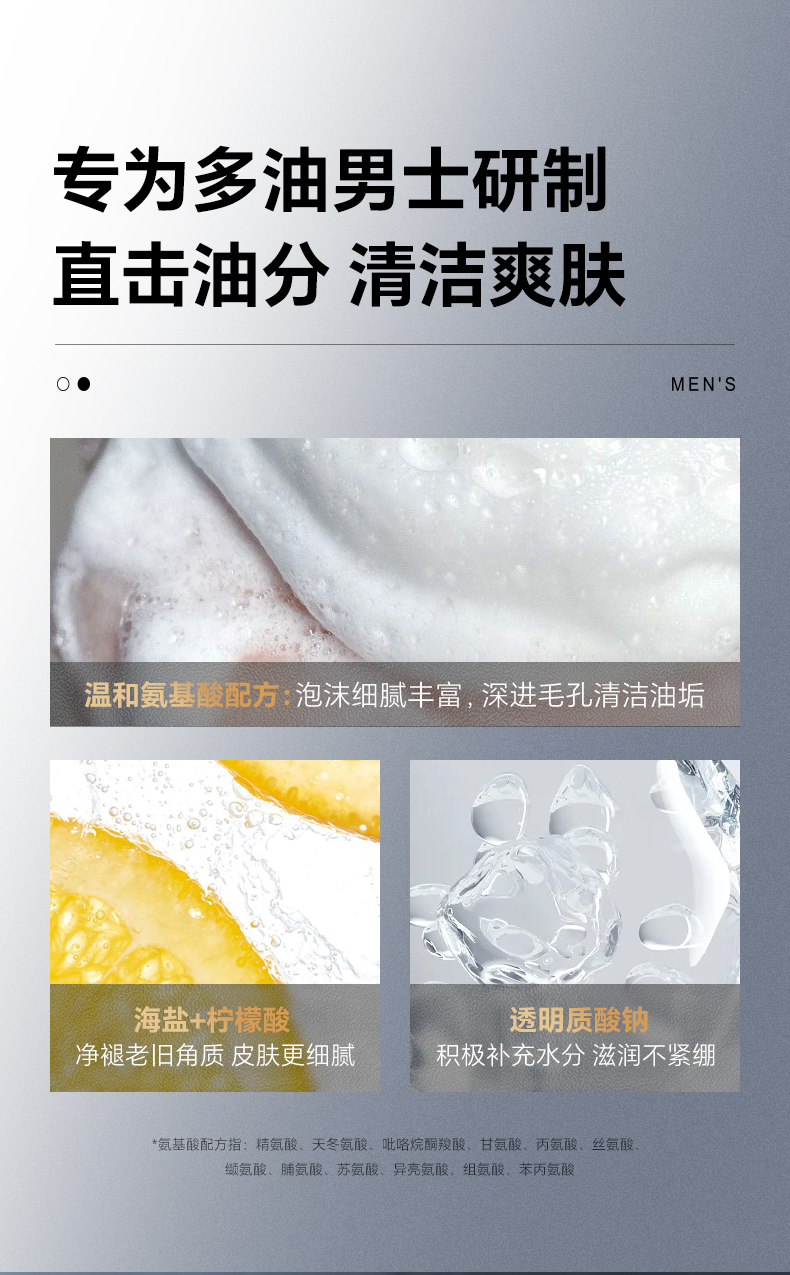 专为多油男士研制
直击油分 清洁爽肤
MEN'S
温和氨基酸配方：泡沫细腻丰富，深进毛孔清洁油垢
海盐+柠檬酸
净褪老旧角质 皮肤更细腻
透明质酸钠
积极补充水分 滋润不紧绷
*氨基酸配方指：精氨酸、天冬氨酸、吡咯烷酮羧酸、甘氨酸、丙氨酸、丝氨酸、
缬氨酸、脯氨酸、苏氨酸、异亮氨酸、组氨酸、苯丙氨酸